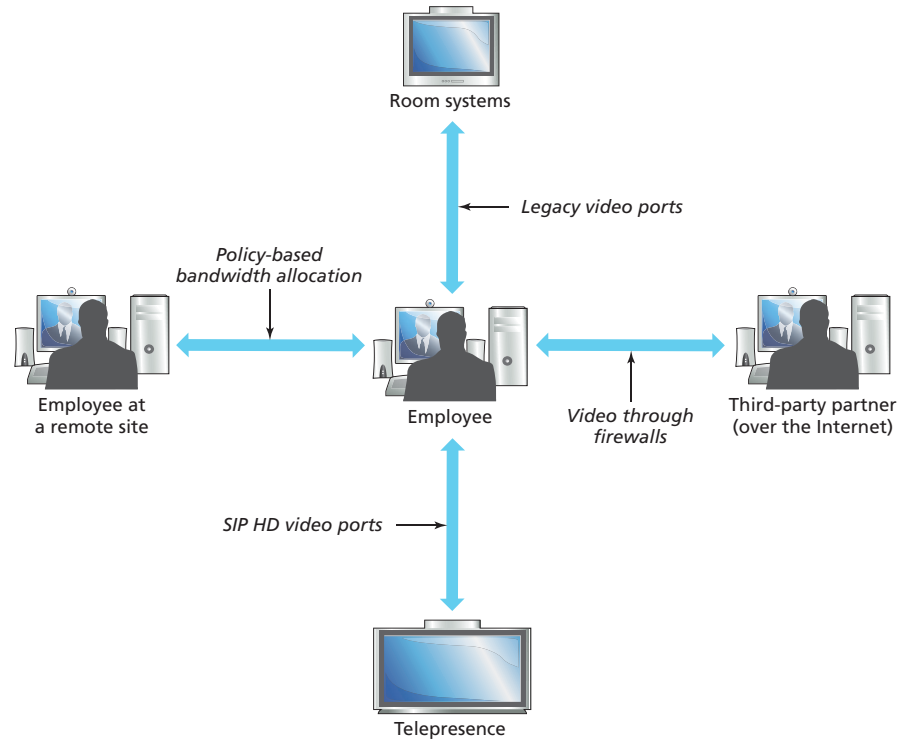 Room systems
Legacy video ports
Policy-based
bandwidth allocation
Employee at
a remote site
Employee
Video through
firewalls
Third-party partner
(over the Internet)
SIP HD video ports
Telepresence